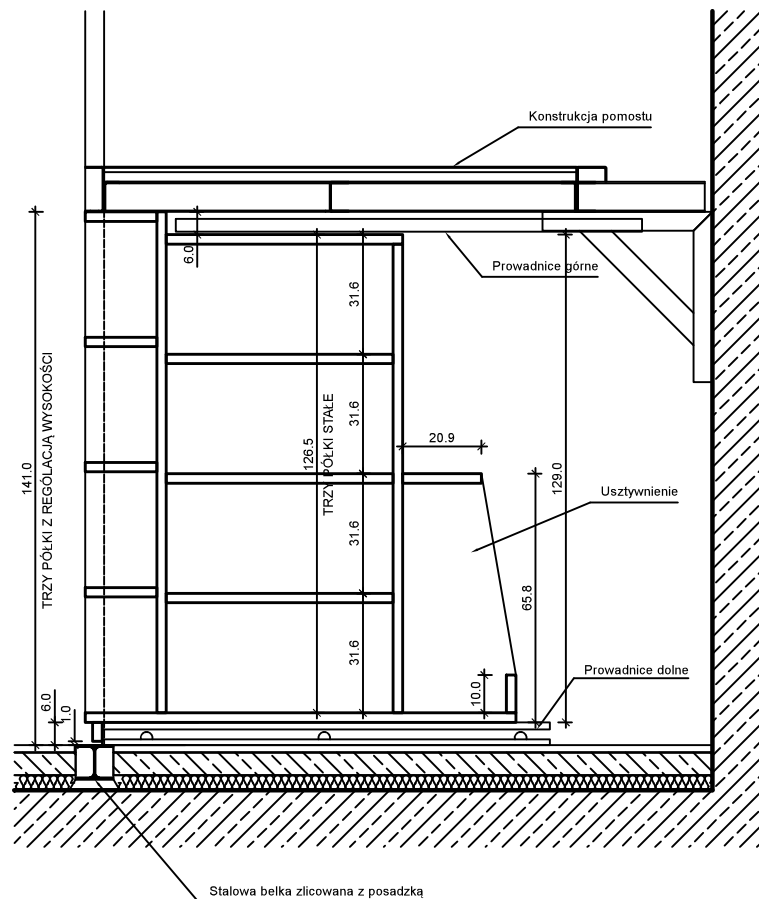 Konstrukcja pomostu
Prowadnice górne
6.0
31.6
31.6
31.6
31.6
126.5
TRZY PÓŁKI STAŁE
20.9
129.0
141.0
TRZY PÓŁKI Z REGÓLACJĄ WYSOKOŚCI
Usztywnienie
65.8
10.0
Prowadnice dolne
6.0
1.0
Stalowa belka zlicowana z posadzką